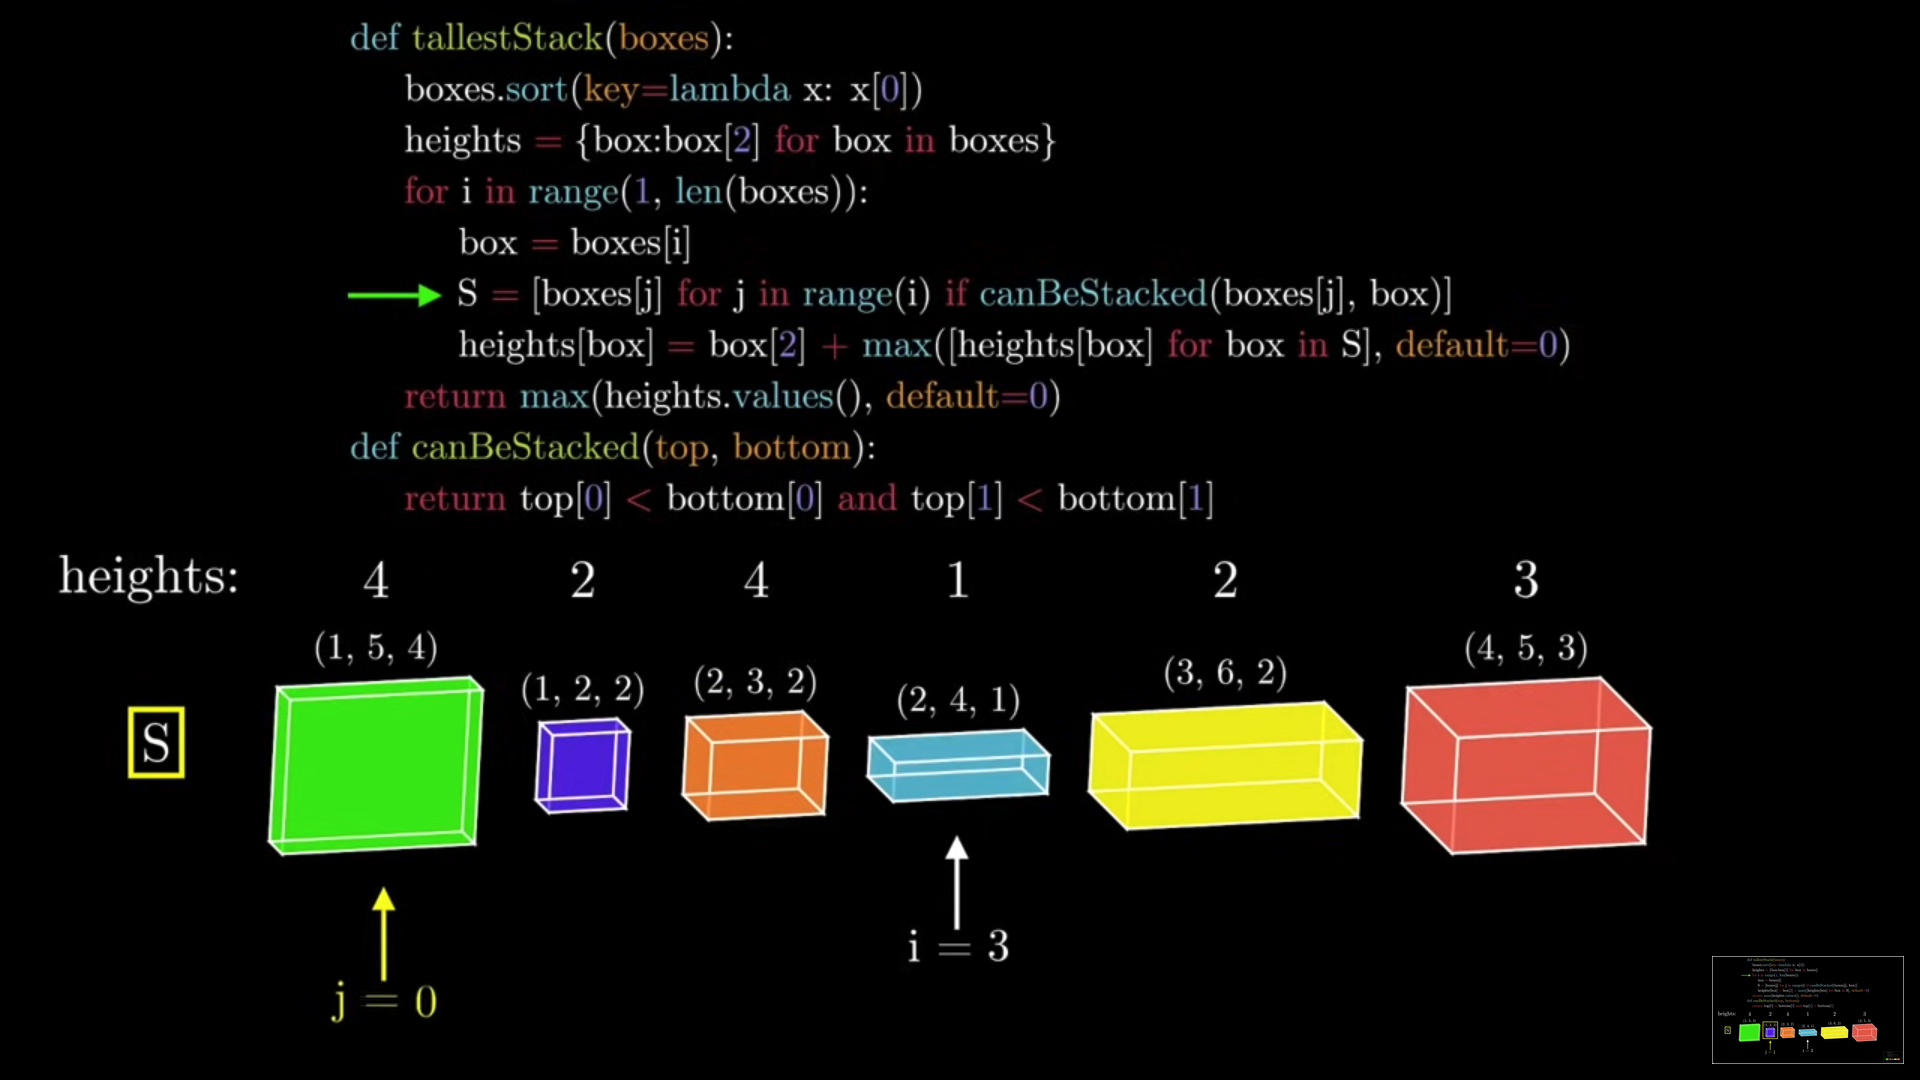 def tallestStack(boxes):
boxes.sort(key=lambda x: x[0])
heights = {box:box[2] for box in boxes}
for i in range(1, len(boxes)):
box = boxes[i]
S = [boxes[j] for j in range(i) if canBeStacked(boxes[j], box)]
heights[box] = box[2] + max([heights[box] for box in S], default=0)
return max(heights.values(), default=0)
def canBeStacked(top, bottom):
return top[0] < bottom[0] and top[1] < bottom[1]
heights: 4 2 4 1 2 3
(1, 5, 4) (1, 2, 2) (2, 3, 2) (2, 4, 1) (3, 6, 2) (4, 5, 3)
S
i = 3
j = 0